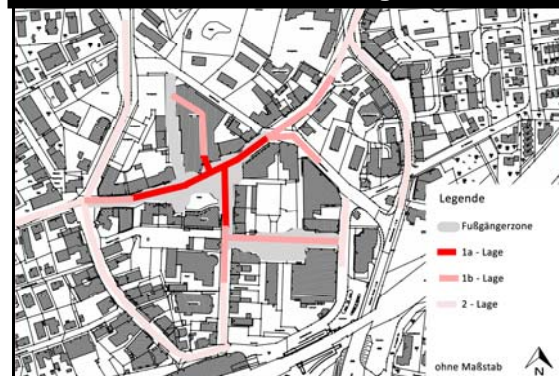 Legende
Fußgängerzone
1a - Lage
1b - Lage
2 - Lage
ohne Maßstab
N